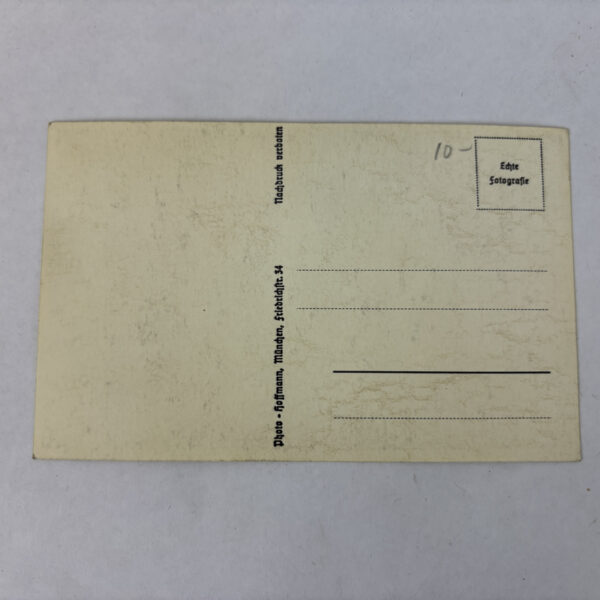 Nachdruck verboten
Photo - Hoffmann, München, Friedrichstr. 34
10-
Echte
Fotografie